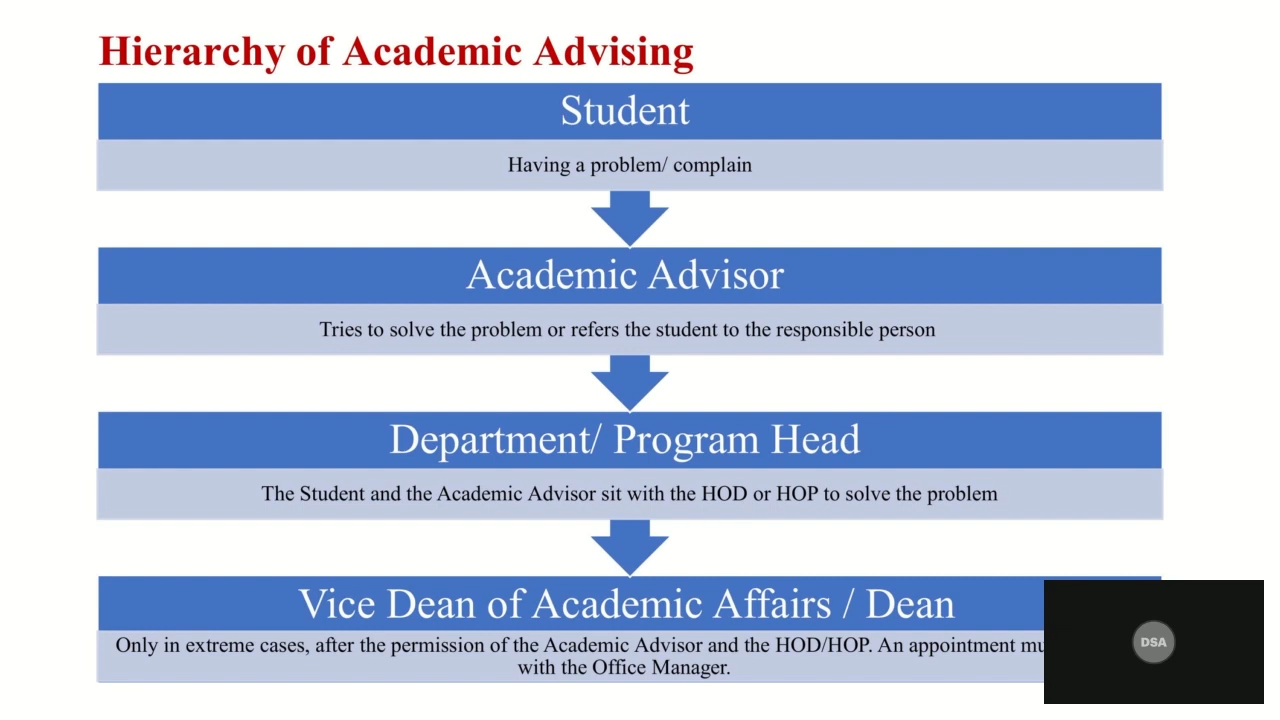 Hierarchy of Academic Advising
Student
Having a problem/ complain
Academic Advisor
Tries to solve the problem or refers the student to the responsible person
Department/ Program Head
The Student and the Academic Advisor sit with the HOD or HOP to solve the problem
Vice Dean of Academic Affairs / Dean
Only in extreme cases, after the permission of the Academic Advisor and the HOD/HOP. An appointment
with the Office Manager.
DSA